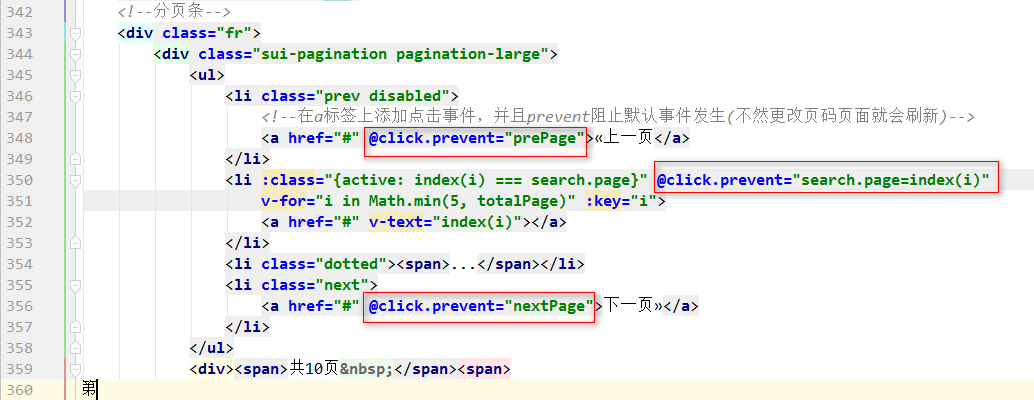 342 <!--分页条-->
343 <div class="fr">
344 <div class="sui-pagination pagination-large">
345 <ul>
346 <li class="prev disabled">
347 <!--在a标签上添加点击事件，并且prevent阻止默认事件发生(不然更改页码页面就会刷新)-->
348 <a href="#" @click.prevent="prePage">«上一页</a>
349 </li>
350 <li :class="{active: index(i) === search.page}" @click.prevent="search.page=index(i)"
351 v-for="i in Math.min(5, totalPage)" :key="i">
352 <a href="#" v-text="index(i)"></a>
353 </li>
354 <li class="dotted"><span>...</span></li>
355 <li class="next">
356 <a href="#" @click.prevent="nextPage">下一页»</a>
357 </li>
358 </ul>
359 <div><span>共10页&nbsp;</span><span>
360 第